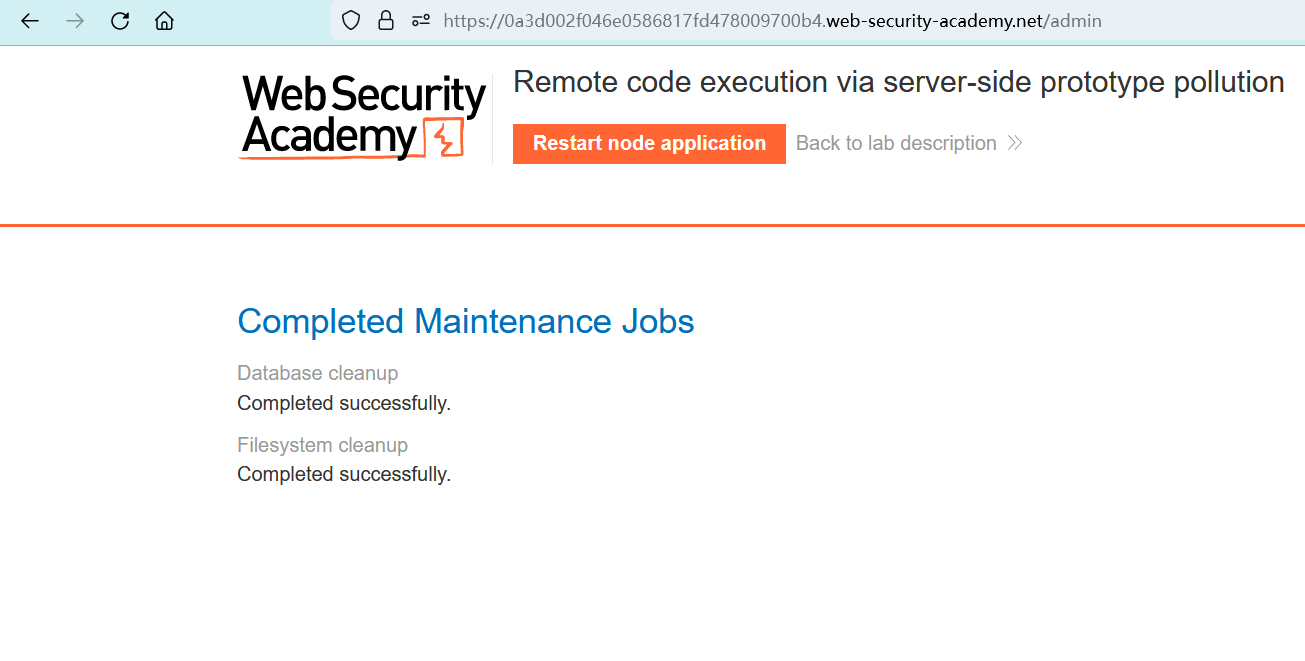 https://0a3d002f046e0586817fd478009700b4.web-security-academy.net/admin
Web Security
Academy
Remote code execution via server-side prototype pollution
Restart node application
Back to lab description
Completed Maintenance Jobs
Database cleanup
Completed successfully.
Filesystem cleanup
Completed successfully.